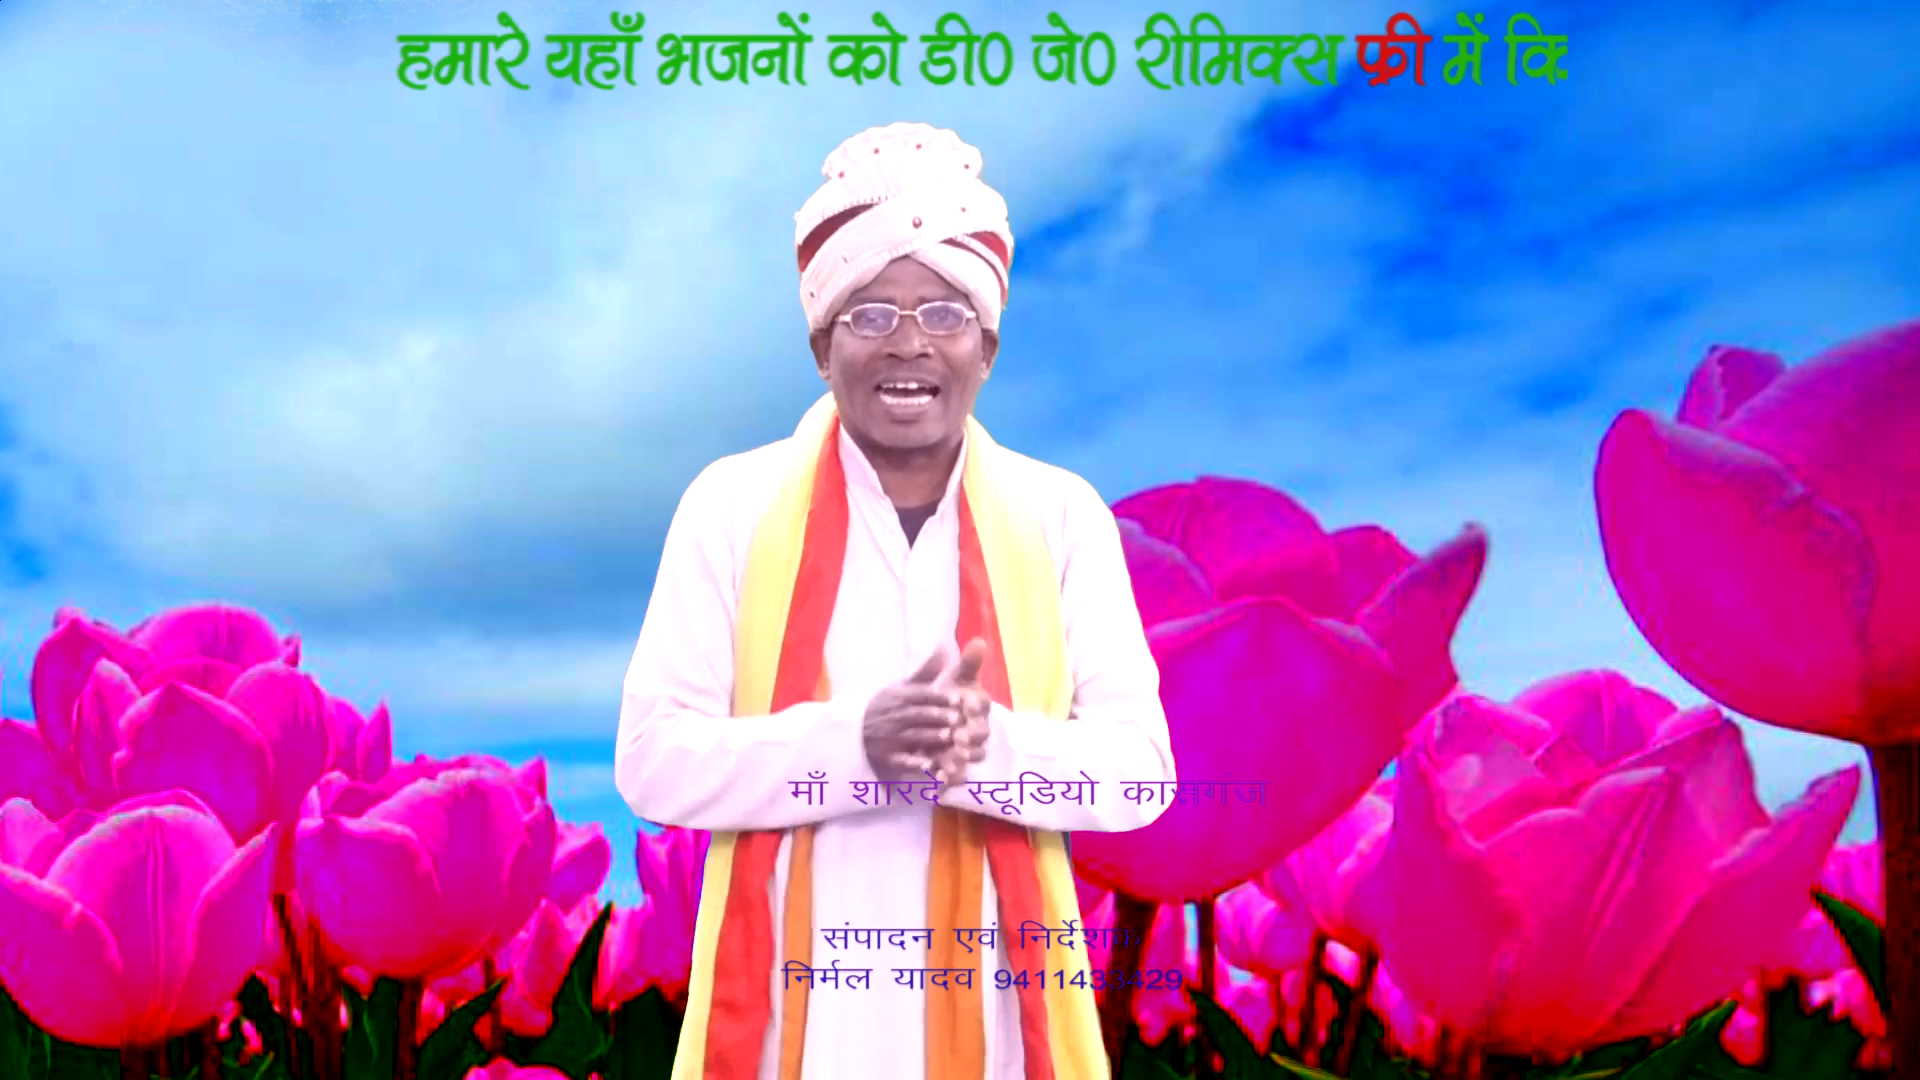 हमारे यहाँ भजनों को डी0 जे0 रीमिक्स फ्री में कि
माँ शारदे स्टूडियो कासगंज
संपादन एवं निर्देशक
निर्मल यादव 9411433429